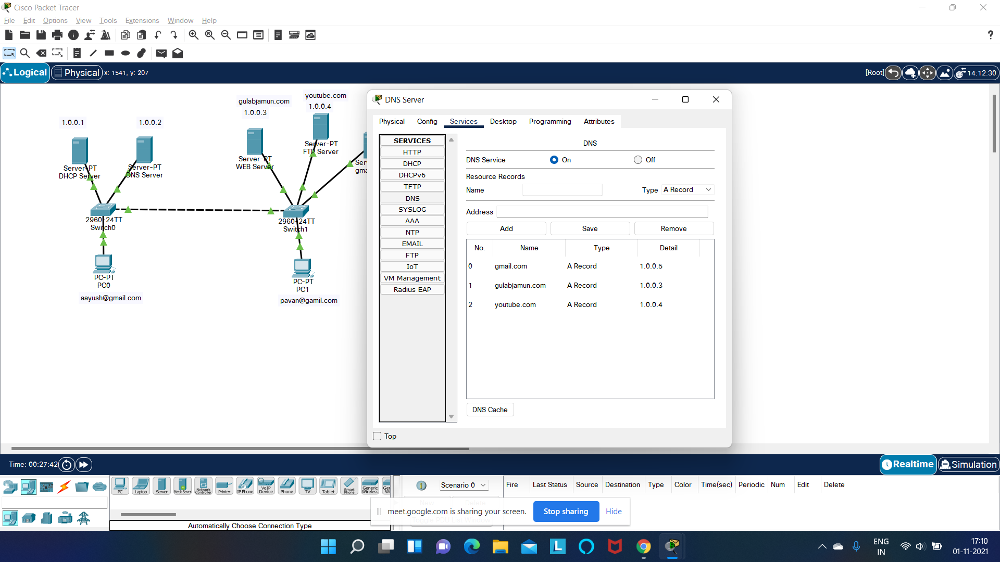 Cisco Packet Tracer
File Edit Options View Tools Extensions Window Help
Logical Physical x: 1541, y: 207
[Root] 14:12:30
1.0.0.1
1.0.0.2
gulabjamun.com
1.0.0.3
youtube.com
1.0.0.4
Server-PT
DHCP Server
Server-PT
DNS Server
Server-PT
WEB Server
Server-PT
FTP Server
Ser
gma
2960-24TT
Switch0
2960-24TT
Switch1
PC-PT
PC0
aayush@gmail.com
PC-PT
PC1
pavan@gamil.com
DNS Server
Physical Config Services Desktop Programming Attributes
SERVICES
HTTP
DHCP
DHCPv6
TFTP
DNS
SYSLOG
AAA
NTP
EMAIL
FTP
IoT
VM Management
Radius EAP
DNS
DNS Service On Off
Resource Records
Name Type A Record
Address
Add Save Remove
No. Name Type Detail
0 gmail.com A Record 1.0.0.5
1 gulabjamun.com A Record 1.0.0.3
2 youtube.com A Record 1.0.0.4
DNS Cache
Top
Time: 00:27:42
Realtime Simulation
PC Laptop Server Meraki Server Network Controller Printer IP Phone VoIP Device Phone TV Tablet Smart Phone Generic Wireless
Automatically Choose Connection Type
Scenario 0
New Delete
Toggle PDU List Window
Fire Last Status Source Destination Type Color Time(sec) Periodic Num Edit Delete
meet.google.com is sharing your screen. Stop sharing Hide
ENG
IN
17:10
01-11-2021